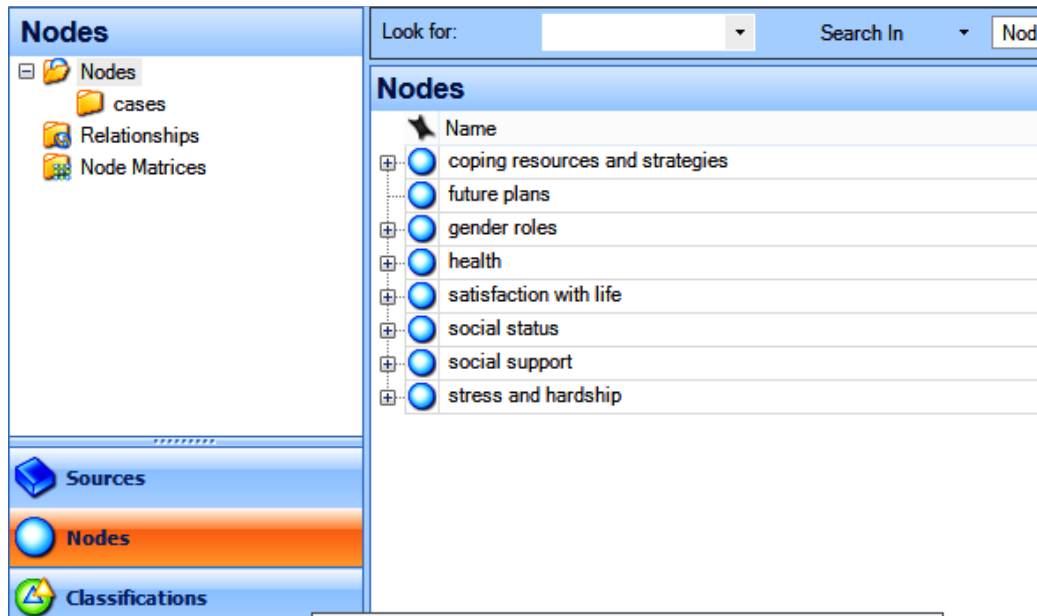 Nodes
Nodes
cases
Relationships
Node Matrices
Sources
Nodes
Classifications
Look for:
Search In
Nod
Nodes
Name
coping resources and strategies
future plans
gender roles
health
satisfaction with life
social status
social support
stress and hardship